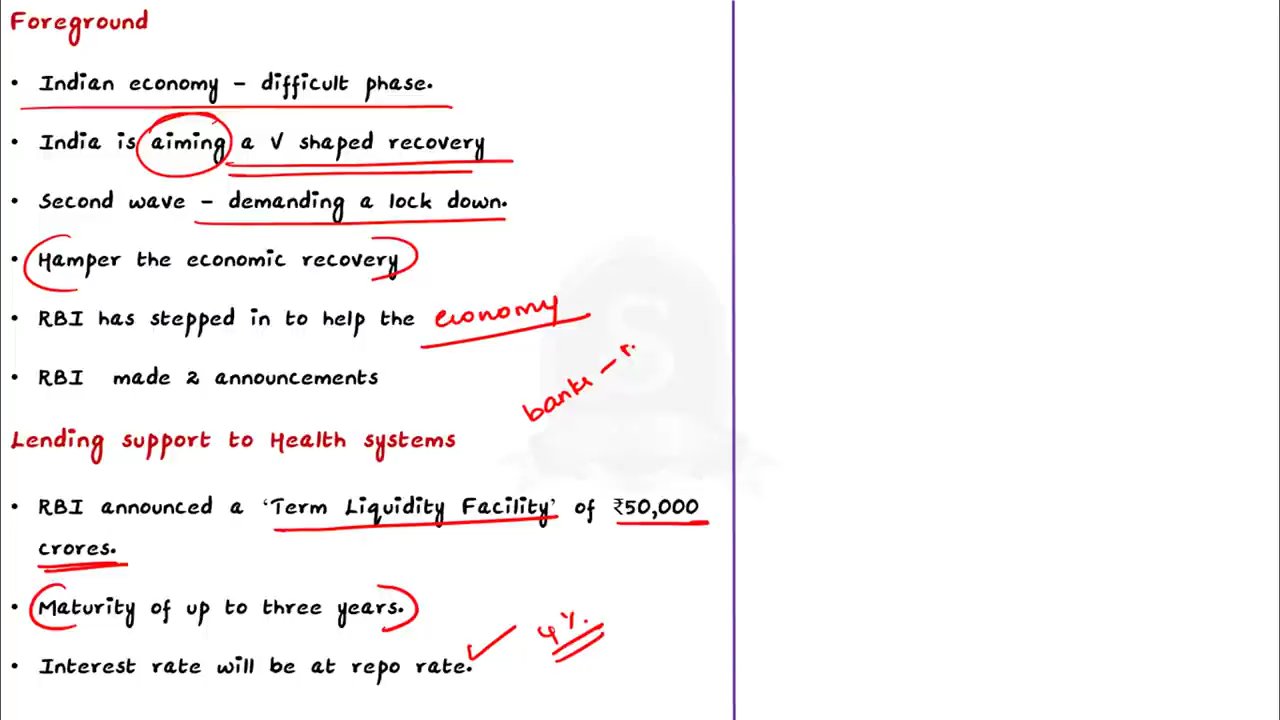 Foreground
• Indian economy – difficult phase.
• India is aiming a V shaped recovery
• Second wave – demanding a lock down.
• Hamper the economic recovery
• RBI has stepped in to help the economy
banks –
• RBI made 2 announcements
Lending support to Health systems
• RBI announced a ‘Term Liquidity Facility’ of ₹50,000
crores.
• Maturity of up to three years.
4%.
• Interest rate will be at repo rate.